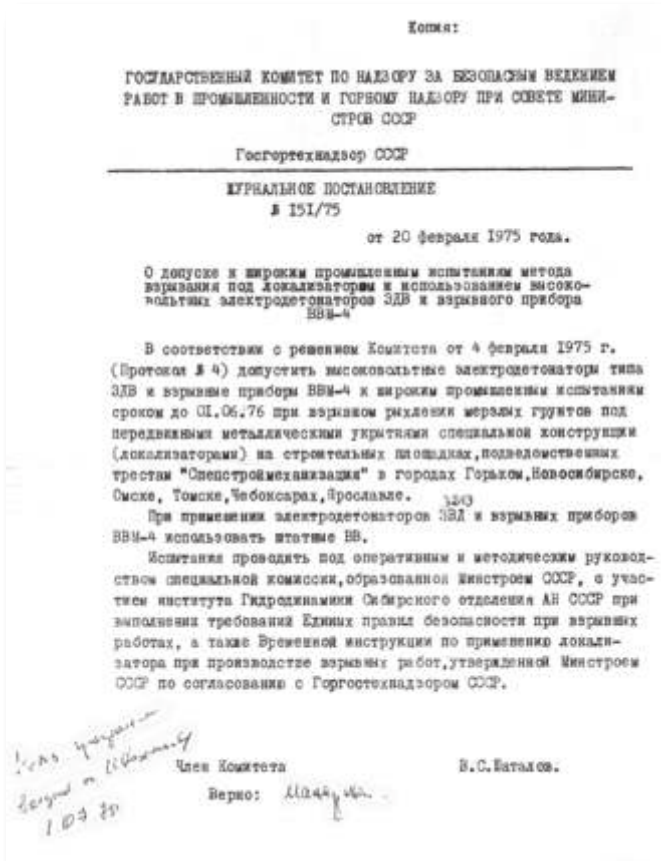 Копия:
ГОСУДАРСТВЕННЫЙ КОМИТЕТ ПО НАДЗОРУ ЗА БЕЗОПАСНЫМ ВЕДЕНИЕМ
РАБОТ В ПРОМЫШЛЕННОСТИ И ГОРНОМУ НАДЗОРУ ПРИ СОВЕТЕ МИНИ-
СТРОВ СССР
Госгортехнадзор СССР
ЖУРНАЛЬНОЕ ПОСТАНОВЛЕНИЕ
№ 151/75
от 20 февраля 1975 года.
О допуске к широким промышленным испытаниям метода
взрывания под локализатором и использованием высоко-
вольтных электродетонаторов ЭДВ и взрывного прибора
ВВМ-4
В соответствии с решением Комитета от 4 февраля 1975 г.
(Протокол № 4) допустить высоковольтные электродетонаторы типа
ЭДВ и взрывные приборы ВВМ-4 к широким промышленным испытаниям
сроком до 01.06.76 при взрывном рыхлении мерзлых грунтов под
передвижными металлическими укрытиями специальной конструкции
(локализаторами) на строительных площадках,подведомственных
трестам "Спецстроймеханизация" в городах Горьком,Новосибирске,
Омске, Томске,Чебоксарах,Ярославле.
При применении электродетонаторов ЭВД и взрывных приборов
ВВМ-4 использовать штатные ВВ.
Испытания проводить под оперативным и методическим руковод-
ством специальной комиссии,образованной Минстроем СССР, с учас-
тием института Гидродинамики Сибирского отделения АН СССР при
выполнении требований Единых правил безопасности при взрывных
работах, а также Временной инструкции по применению локали-
затора при производстве взрывных работ,утвержденной Минстроем
СССР по согласованию с Горгостехнадзором СССР.
Член Комитета В.С.Шаталов.
Верно: